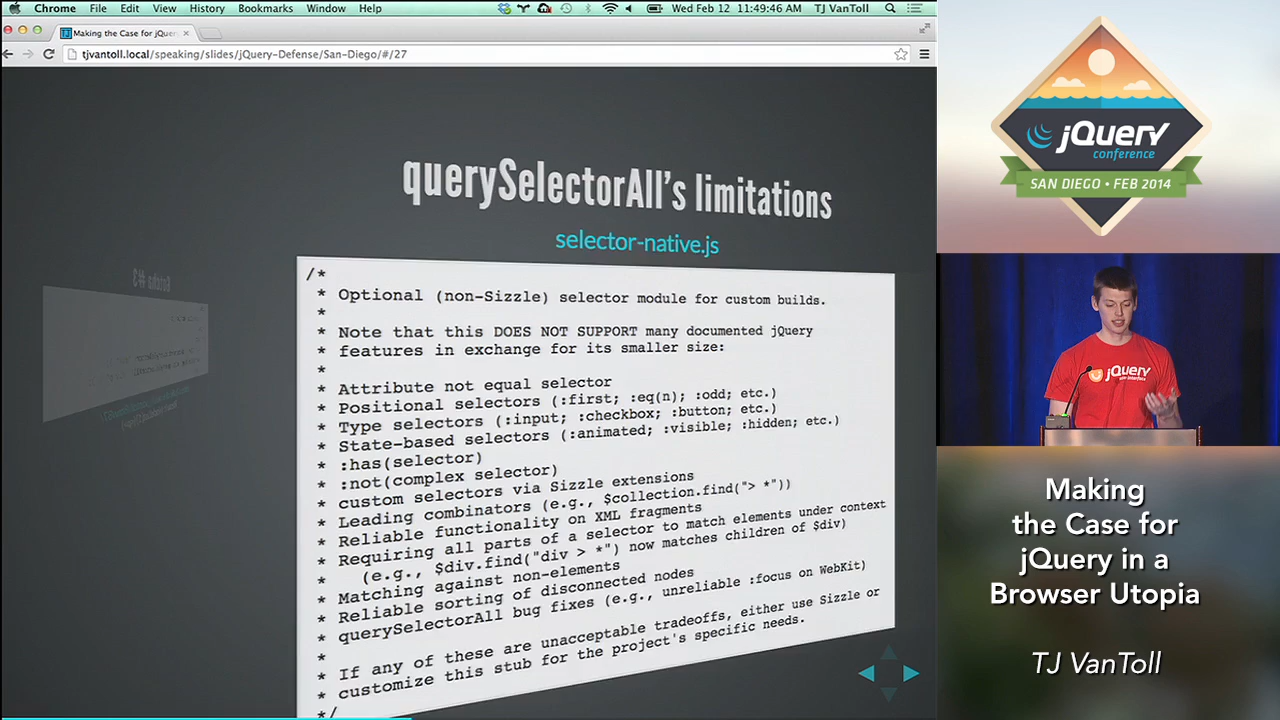 Chrome File Edit View History Bookmarks Window Help
Wed Feb 12 11:49:46 AM TJ VanToll
Making the Case for jQuer
tjvantoll.local/speaking/slides/jQuery-Defense/San-Diego/#/27
querySelectorAll's limitations
selector-native.js
/*
* Optional (non-Sizzle) selector module for custom builds.
*
* Note that this DOES NOT SUPPORT many documented jQuery
* features in exchange for its smaller size:
*
* Attribute not equal selector
* Positional selectors (:first; :eq(n); :odd; etc.)
* Type selectors (:input; :checkbox; :button; etc.)
* State-based selectors (:animated; :visible; :hidden; etc.)
* :has(selector)
* :not(complex selector)
* custom selectors via Sizzle extensions
* Leading combinators (e.g., $collection.find("> *"))
* Reliable functionality on XML fragments
* Requiring all parts of a selector to match elements under context
* (e.g., $div.find("div > *") now matches children of $div)
* Matching against non-elements
* Reliable sorting of disconnected nodes
* querySelectorAll bug fixes (e.g., unreliable :focus on WebKit)
*
* If any of these are unacceptable tradeoffs, either use Sizzle or
* customize this stub for the project's specific needs.
*/
Gotcha #3
jQuery
conference
SAN DIEGO • FEB 2014
jQuery
user interface
Making
the Case for
jQuery in a
Browser Utopia
TJ VanToll